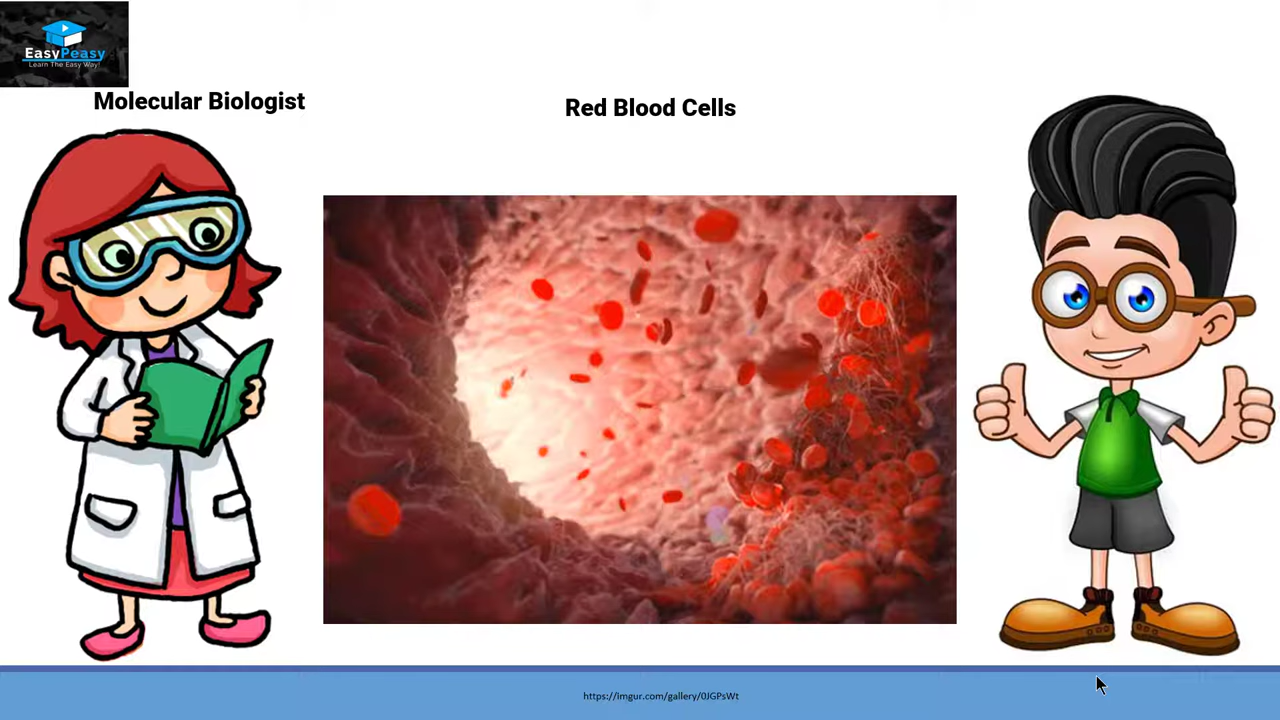 EasyPeasy
Learn The Easy Way!
Molecular Biologist
Red Blood Cells
https://imgur.com/gallery/0JGPsWt